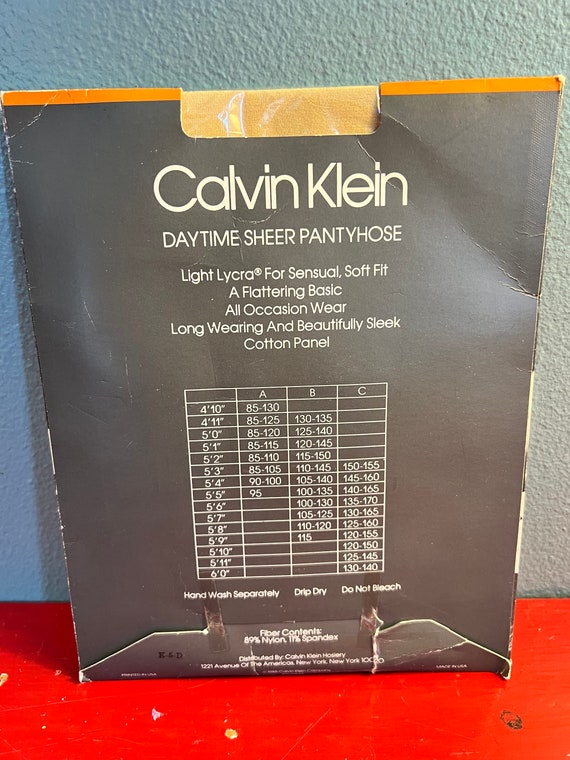 Calvin Klein
DAYTIME SHEER PANTYHOSE
Light Lycra® For Sensual, Soft Fit
A Flattering Basic
All Occasion Wear
Long Wearing And Beautifully Sleek
Cotton Panel
A B C
4'10" 85-130
4'11" 85-125 130-135
5'0" 85-120 125-140
5'1" 85-115 120-145
5'2" 85-110 115-150
5'3" 85-105 110-145 150-155
5'4" 90-100 105-140 145-160
5'5" 95 100-135 140-165
5'6" 100-130 135-170
5'7" 105-125 130-165
5'8" 110-120 125-160
5'9" 115 120-155
5'10" 120-150
5'11" 125-145
6'0" 130-140
Hand Wash Separately Drip Dry Do Not Bleach
Fiber Contents:
89% Nylon, 11% Spandex
Distributed By: Calvin Klein Hosiery
1221 Avenue Of The Americas, New York, New York 10020
PRINTED IN USA
MADE IN USA